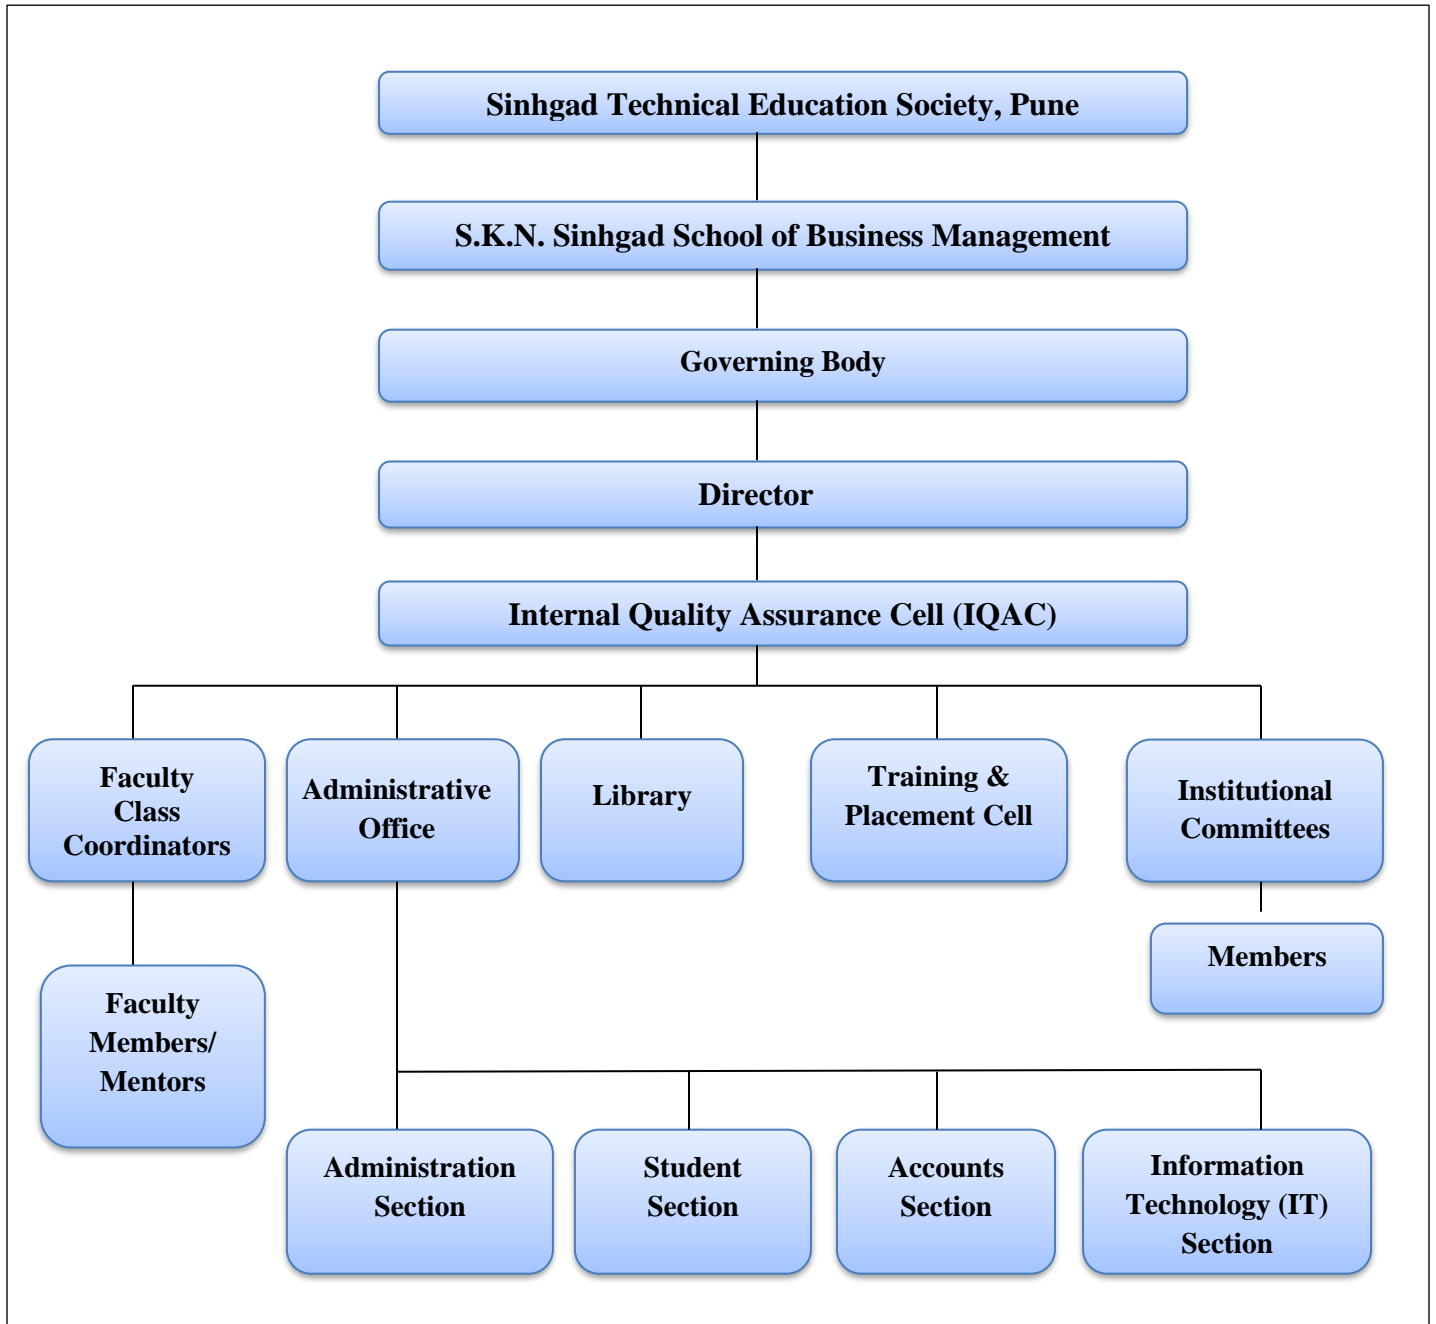 Sinhgad Technical Education Society, Pune
S.K.N. Sinhgad School of Business Management
Governing Body
Director
Internal Quality Assurance Cell (IQAC)
Faculty
Class
Coordinators
Administrative
Office
Library
Training &
Placement Cell
Institutional
Committees
Members
Faculty
Members/
Mentors
Administration
Section
Student
Section
Accounts
Section
Information
Technology (IT)
Section